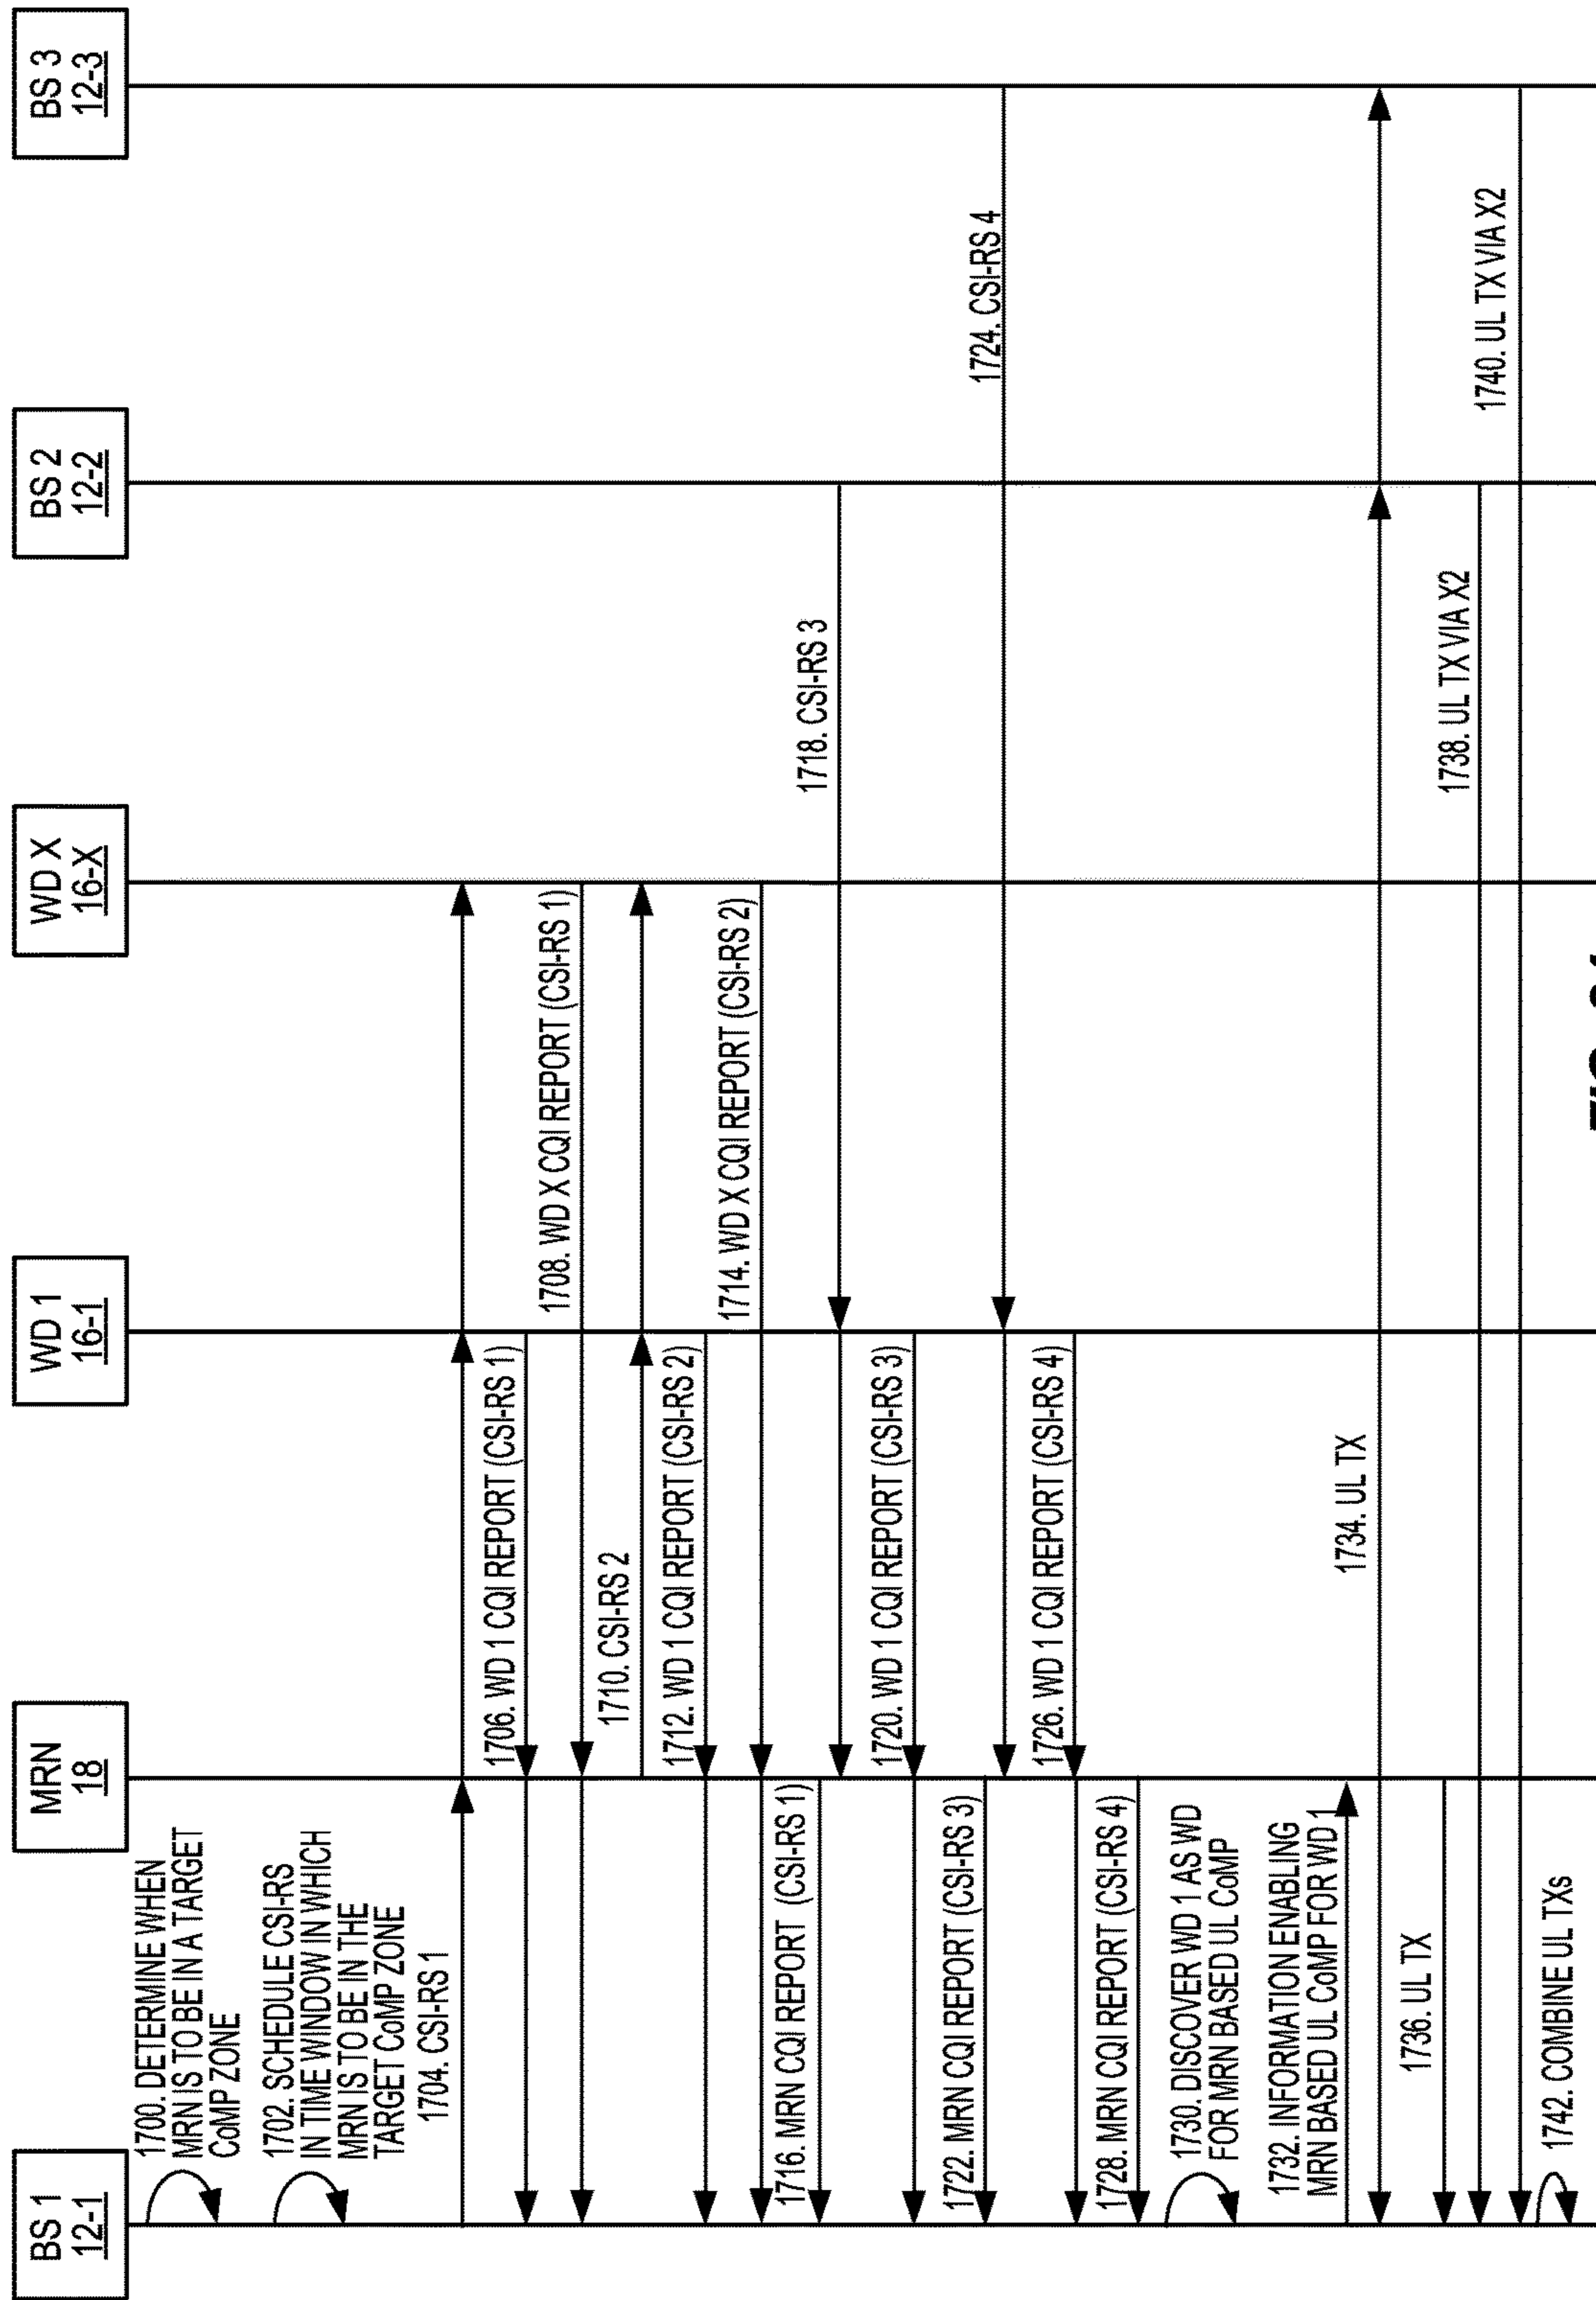 BS 1
12-1
MRN
18
WD 1
16-1
WD X
16-X
BS 2
12-2
BS 3
12-3
1700. DETERMINE WHEN
MRN IS TO BE IN A TARGET
CoMP ZONE
1702. SCHEDULE CSI-RS
IN TIME WINDOW IN WHICH
MRN IS TO BE IN THE
TARGET CoMP ZONE
1704. CSI-RS 1
1706. WD 1 CQI REPORT (CSI-RS 1)
1708. WD X CQI REPORT (CSI-RS 1)
1710. CSI-RS 2
1712. WD 1 CQI REPORT (CSI-RS 2)
1714. WD X CQI REPORT (CSI-RS 2)
1716. MRN CQI REPORT (CSI-RS 1)
1718. CSI-RS 3
1720. WD 1 CQI REPORT (CSI-RS 3)
1722. MRN CQI REPORT (CSI-RS 3)
1724. CSI-RS 4
1726. WD 1 CQI REPORT (CSI-RS 4)
1728. MRN CQI REPORT (CSI-RS 4)
1730. DISCOVER WD 1 AS WD
FOR MRN BASED UL CoMP
1732. INFORMATION ENABLING
MRN BASED UL CoMP FOR WD 1
1734. UL TX
1736. UL TX
1738. UL TX VIA X2
1740. UL TX VIA X2
1742. COMBINE UL TXs